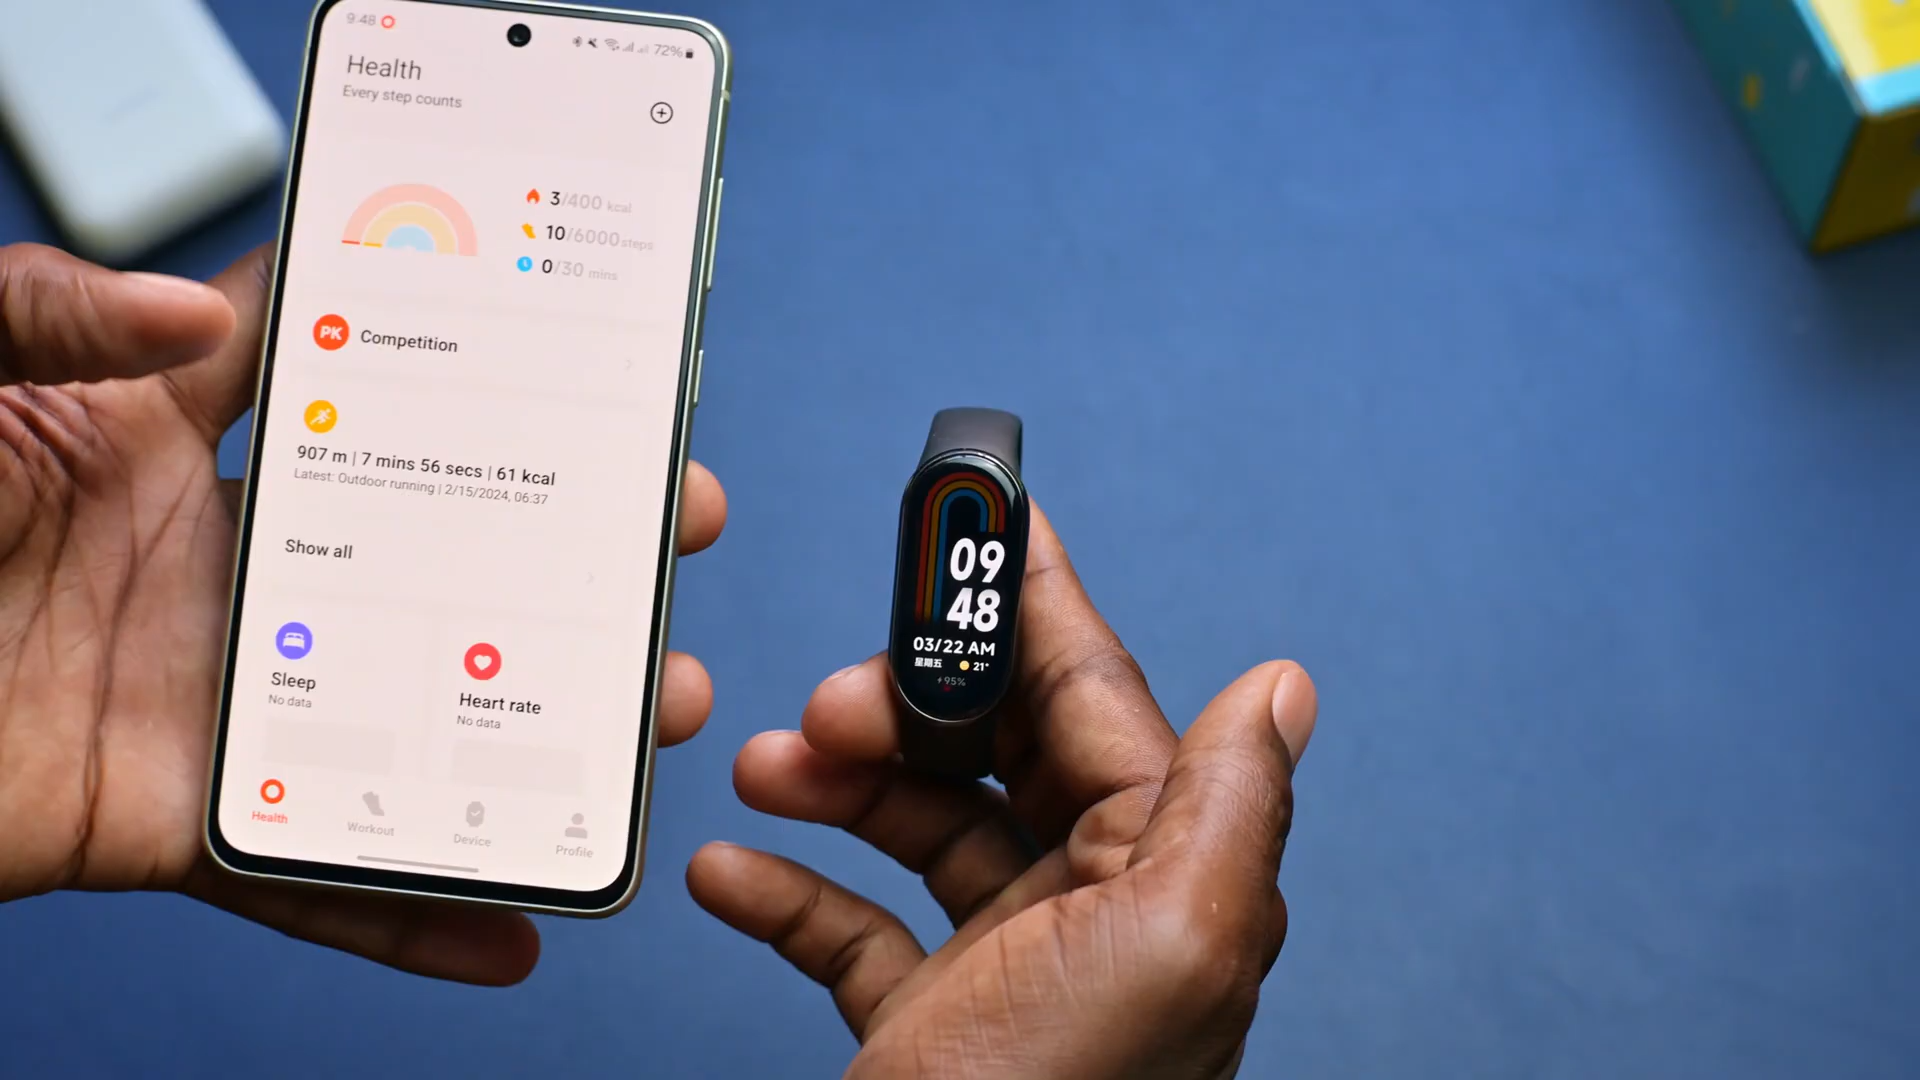 9:48
72%
Health
Every step counts
3/400 kcal
10/6000 steps
0/30 mins
PK Competition
907 m | 7 mins 56 secs | 61 kcal
Latest: Outdoor running | 2/15/2024, 06:37
Show all
Sleep
No data
Heart rate
No data
Health
Workout
Device
Profile
09
48
03/22 AM
星期五 21°
95%